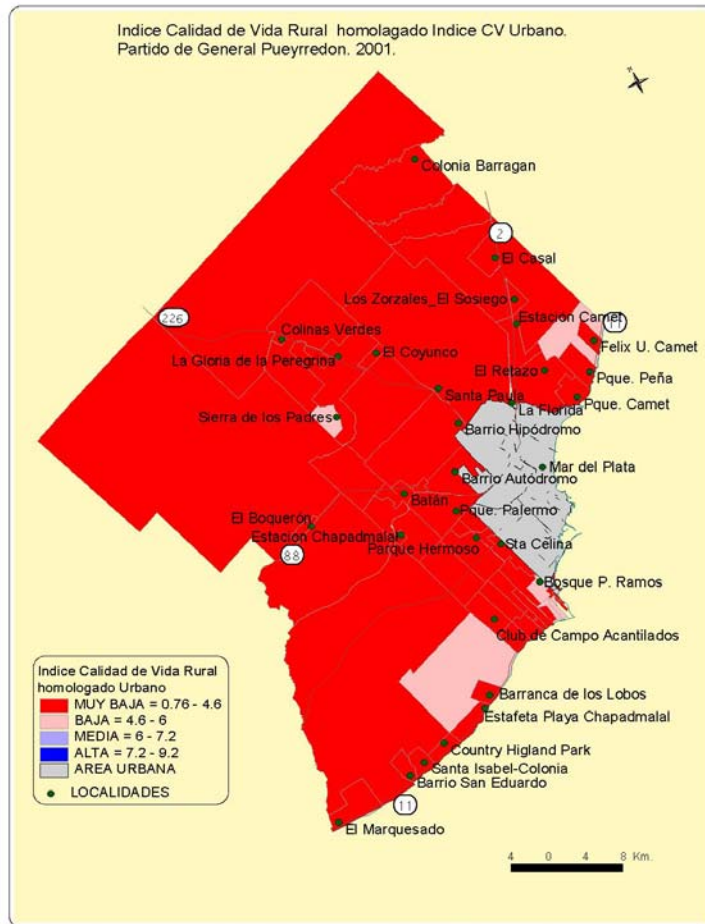 Indice Calidad de Vida Rural homolagado Indice CV Urbano.
Partido de General Pueyrredon. 2001.
Colonia Barragan
2
El Casal
Los Zorzales_El Sosiego
226
Estación Camet
11
Colinas Verdes
Felix U. Camet
El Coyunco
La Gloria de la Peregrina
El Retazo
Pque. Peña
Santa Paula
Pque. Camet
La Florida
Sierra de los Padres
Barrio Hipódromo
Mar del Plata
Barrio Autódromo
Batán
Pque. Palermo
El Boquerón
Estación Chapadmalal
Parque Hermoso
Sta Celina
88
Bosque P. Ramos
Club de Campo Acantilados
Indice Calidad de Vida Rural
homologado Urbano
MUY BAJA = 0.76 - 4.6
BAJA = 4.6 - 6
MEDIA = 6 - 7.2
ALTA = 7.2 - 9.2
AREA URBANA
LOCALIDADES
Barranca de los Lobos
Estafeta Playa Chapadmalal
Country Higland Park
Santa Isabel-Colonia
Barrio San Eduardo
11
El Marquesado
4 0 4 8 Km.